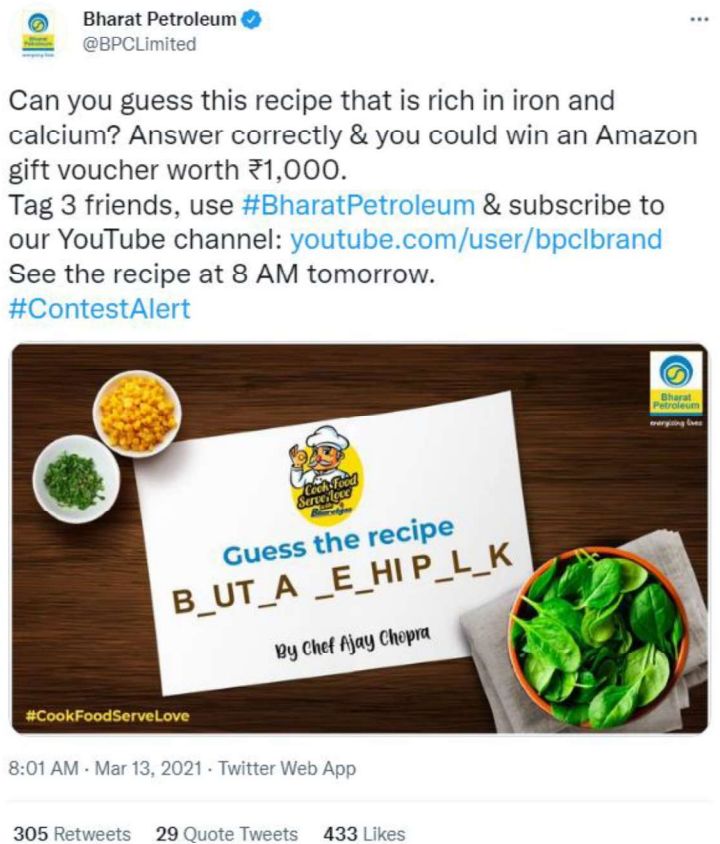 Bharat Petroleum
@BPCLimited
Can you guess this recipe that is rich in iron and
calcium? Answer correctly & you could win an Amazon
gift voucher worth ₹1,000.
Tag 3 friends, use #BharatPetroleum & subscribe to
our YouTube channel: youtube.com/user/bpclbrand
See the recipe at 8 AM tomorrow.
#ContestAlert
Bharat
Petroleum
energising lives
Cook Food
Serve Love
Guess the recipe
B_UT_A _E_HI P_L_K
By Chef Ajay Chopra
#CookFoodServeLove
8:01 AM · Mar 13, 2021 · Twitter Web App
305 Retweets 29 Quote Tweets 433 Likes